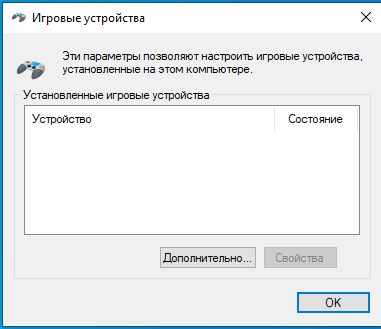 Игровые устройства
Эти параметры позволяют настроить игровые устройства,
установленные на этом компьютере.
Установленные игровые устройства
Устройство Состояние
Дополнительно... Свойства
OK